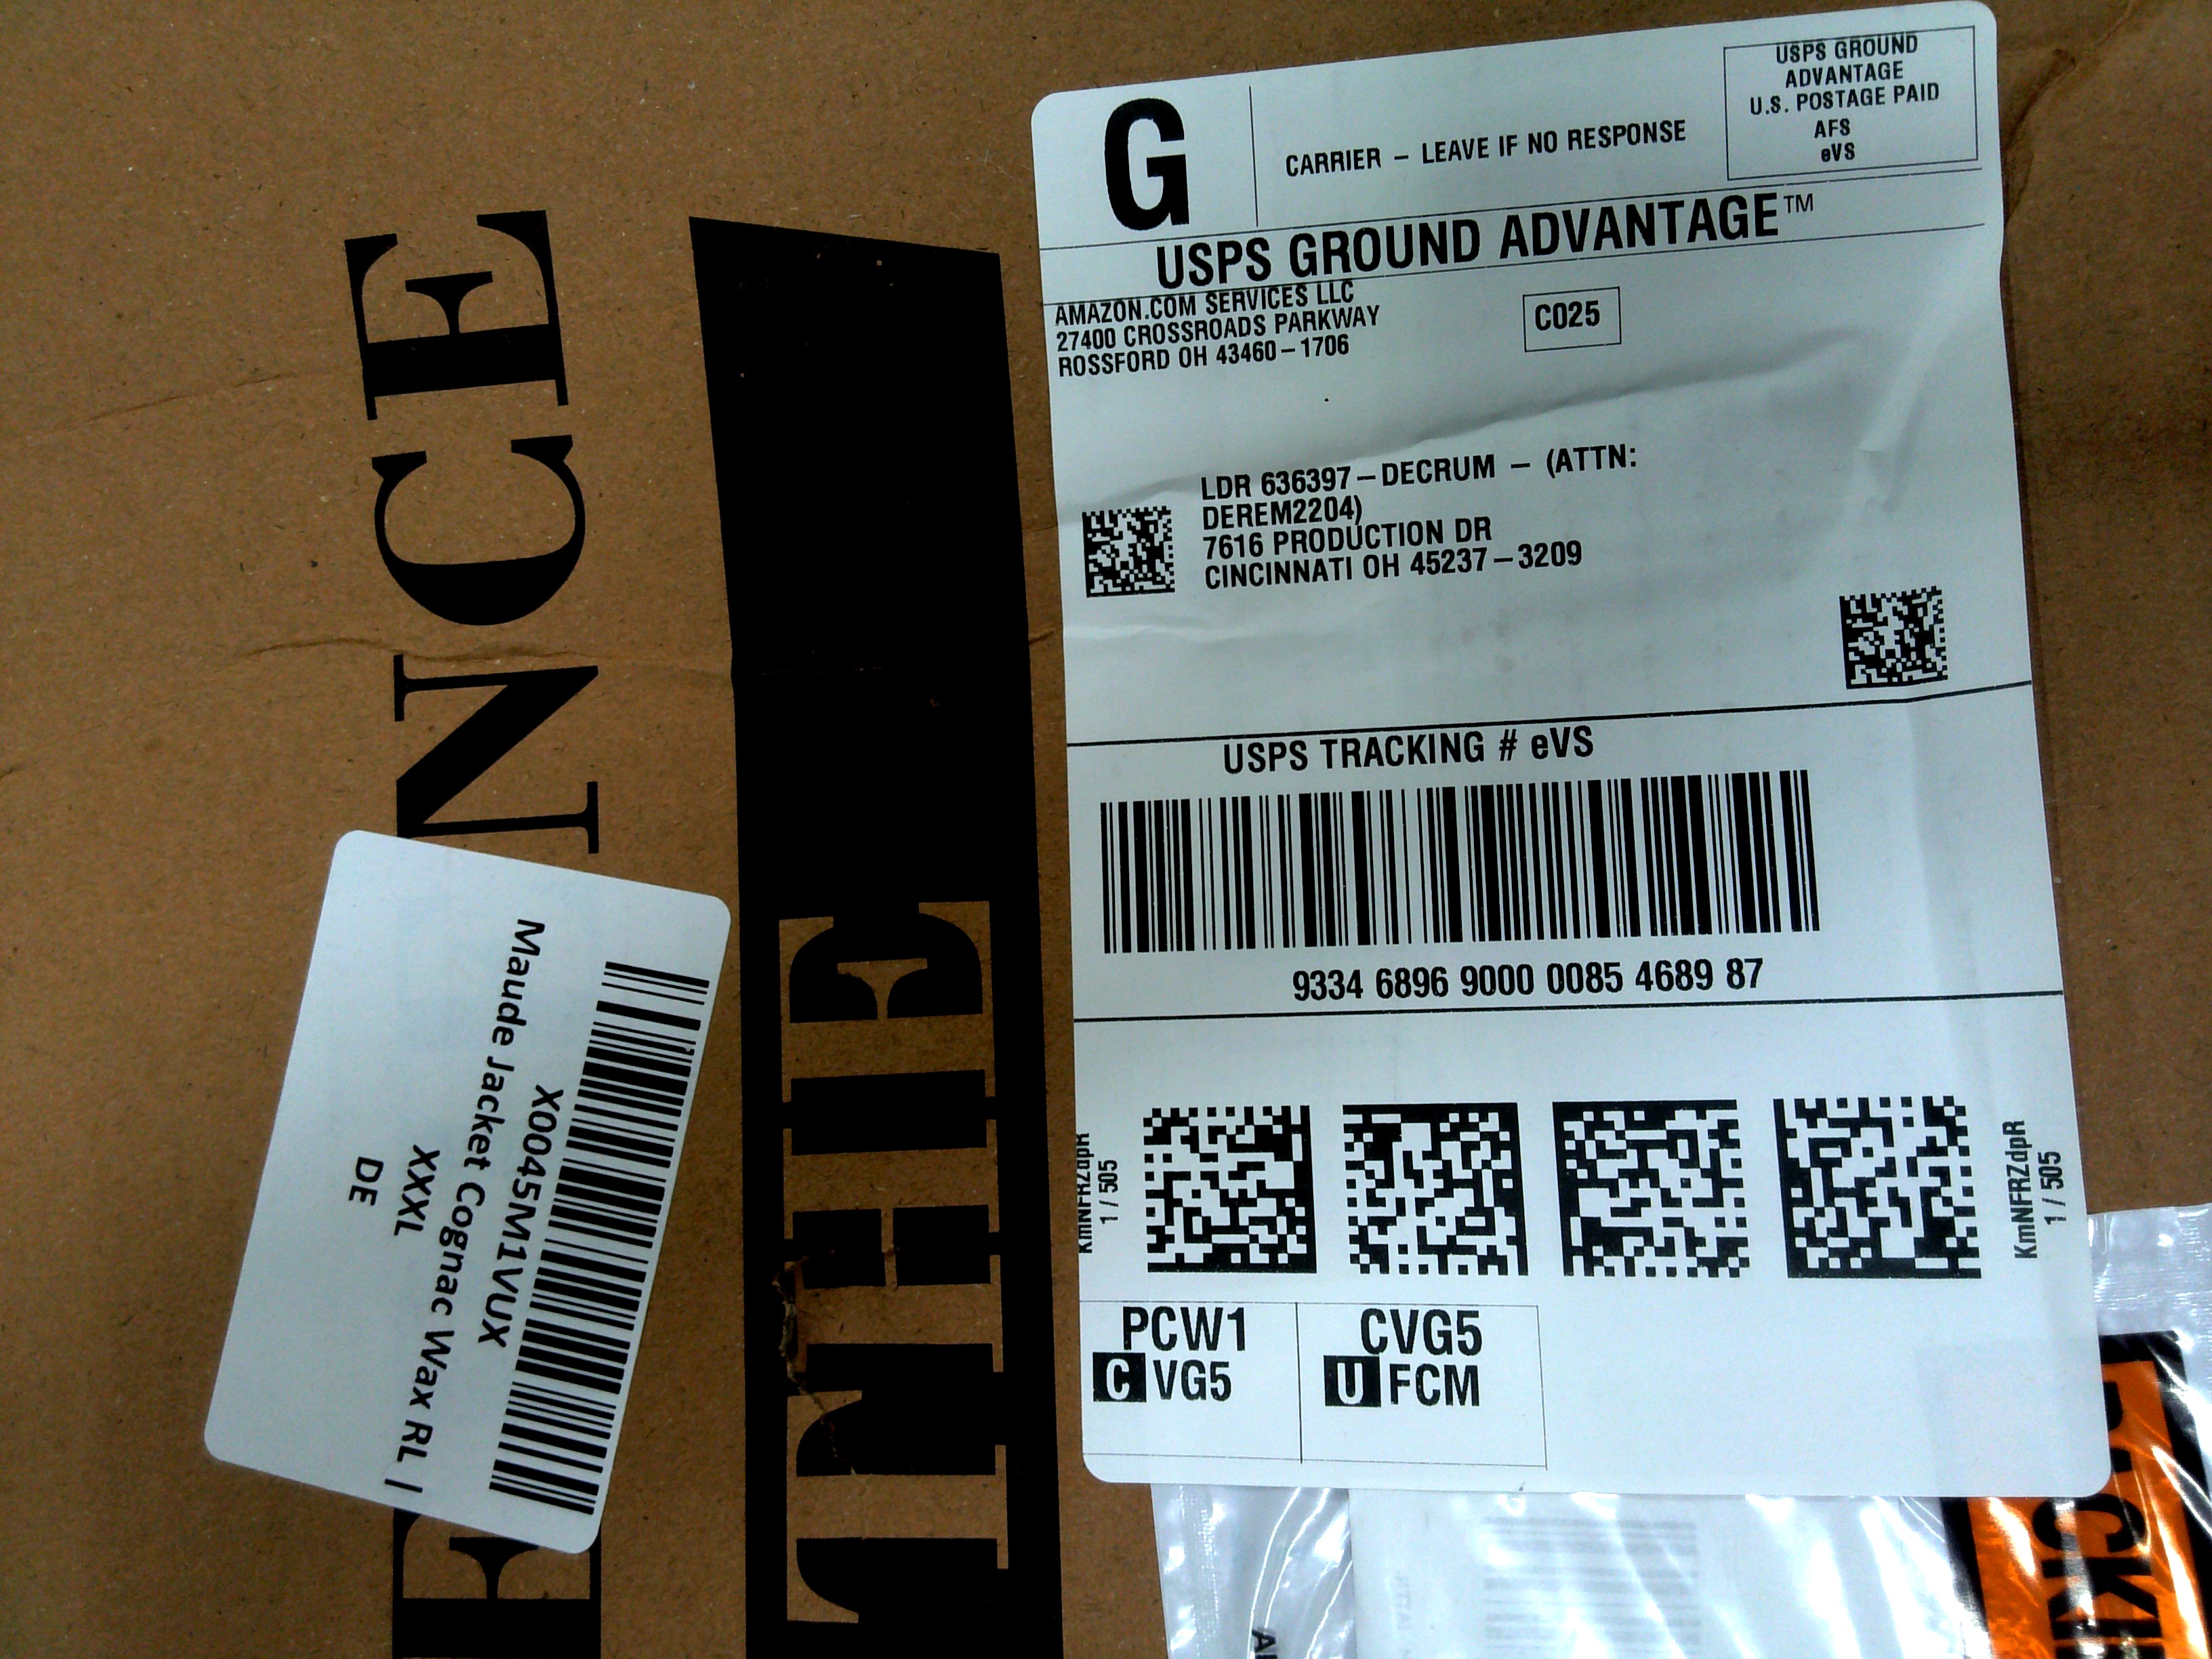 G
CARRIER – LEAVE IF NO RESPONSE
USPS GROUND
ADVANTAGE
U.S. POSTAGE PAID
AFS
eVS
USPS GROUND ADVANTAGE™
AMAZON.COM SERVICES LLC
27400 CROSSROADS PARKWAY
ROSSFORD OH 43460–1706
C025
LDR 636397–DECRUM – (ATTN:
DEREM2204)
7616 PRODUCTION DR
CINCINNATI OH 45237–3209
USPS TRACKING # eVS
9334 6896 9000 0085 4689 87
KmNFRZdpR
1 / 505
KmNFRZdpR
1 / 505
PCW1
C VG5
CVG5
U FCM
X0045M1VUX
Maude Jacket Cognac Wax RL |
XXXL
DE
NCE
THE